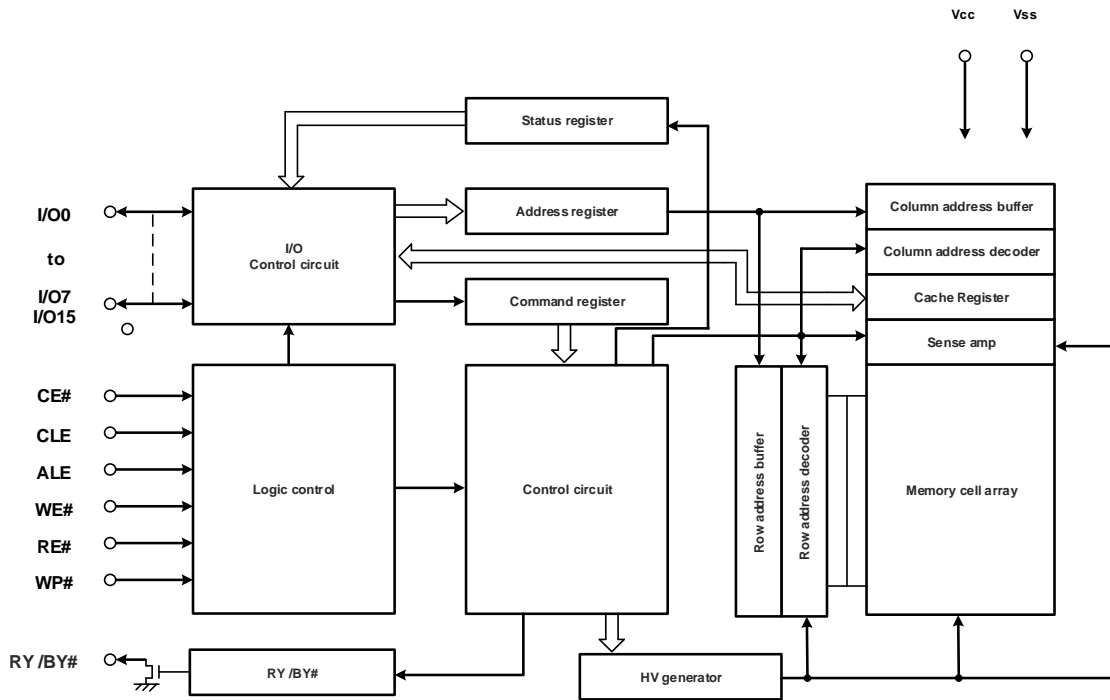 Vcc Vss
Status register
I/O0
to
I/O7
I/O15
I/O
Control circuit
Address register
Command register
Column address buffer
Column address decoder
Cache Register
Sense amp
CE#
CLE
ALE
WE#
RE#
WP#
Logic control
Control circuit
Row address buffer
Row address decoder
Memory cell array
RY /BY#
RY /BY#
HV generator